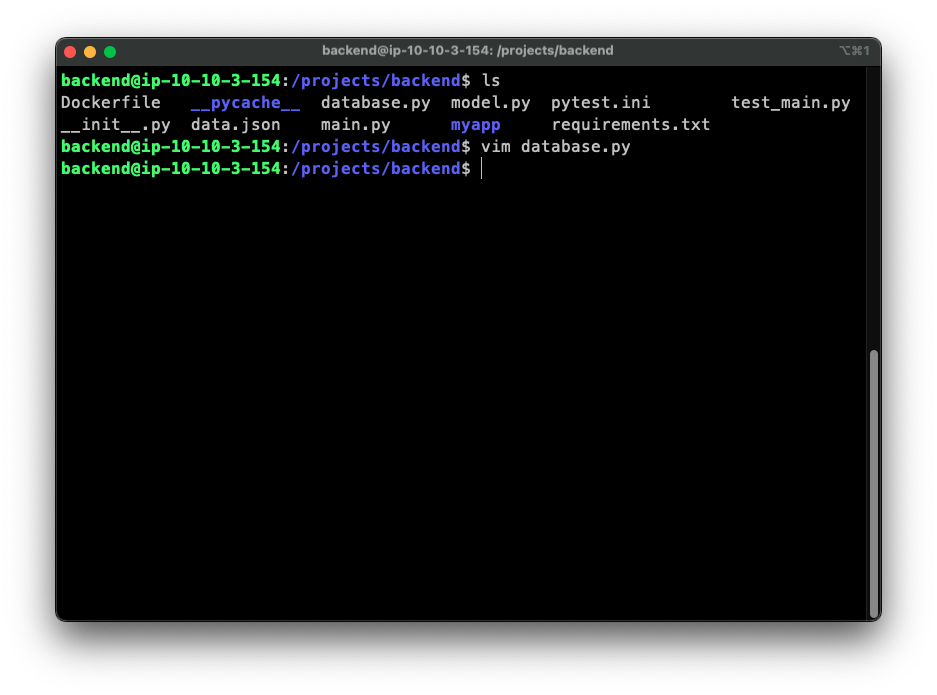 backend@ip-10-10-3-154: /projects/backend
⌥⌘1
backend@ip-10-10-3-154:/projects/backend$ ls
Dockerfile   __pycache__  database.py  model.py  pytest.ini        test_main.py
__init__.py  data.json    main.py      myapp     requirements.txt
backend@ip-10-10-3-154:/projects/backend$ vim database.py
backend@ip-10-10-3-154:/projects/backend$